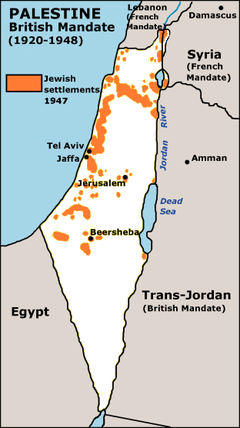 PALESTINE
British Mandate
(1920-1948)
Jewish
settlements
1947
Lebanon
(French
Mandate)
Damascus
Syria
(French
Mandate)
Tel Aviv
Jaffa
Jordan River
Amman
Jerusalem
Dead
Sea
Beersheba
Egypt
Trans-Jordan
(British Mandate)